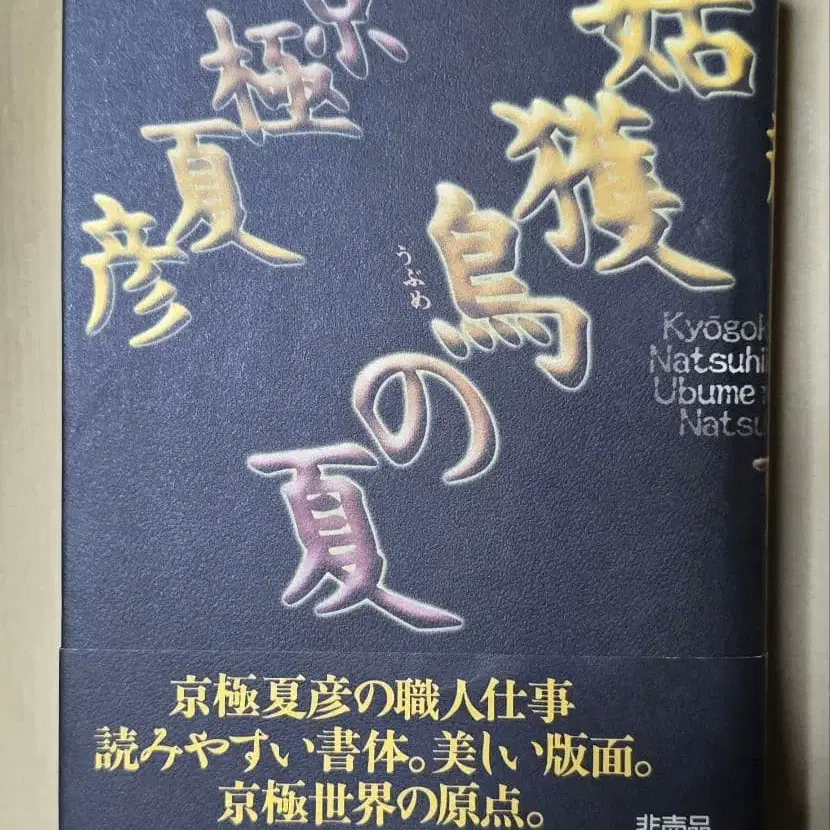 姑獲鳥の夏
うぶめ
京極夏彦
Kyōgok
Natsuhi
Ubume
Natsu
京極夏彦の職人仕事
読みやすい書体。美しい版面。
京極世界の原点。
非売品